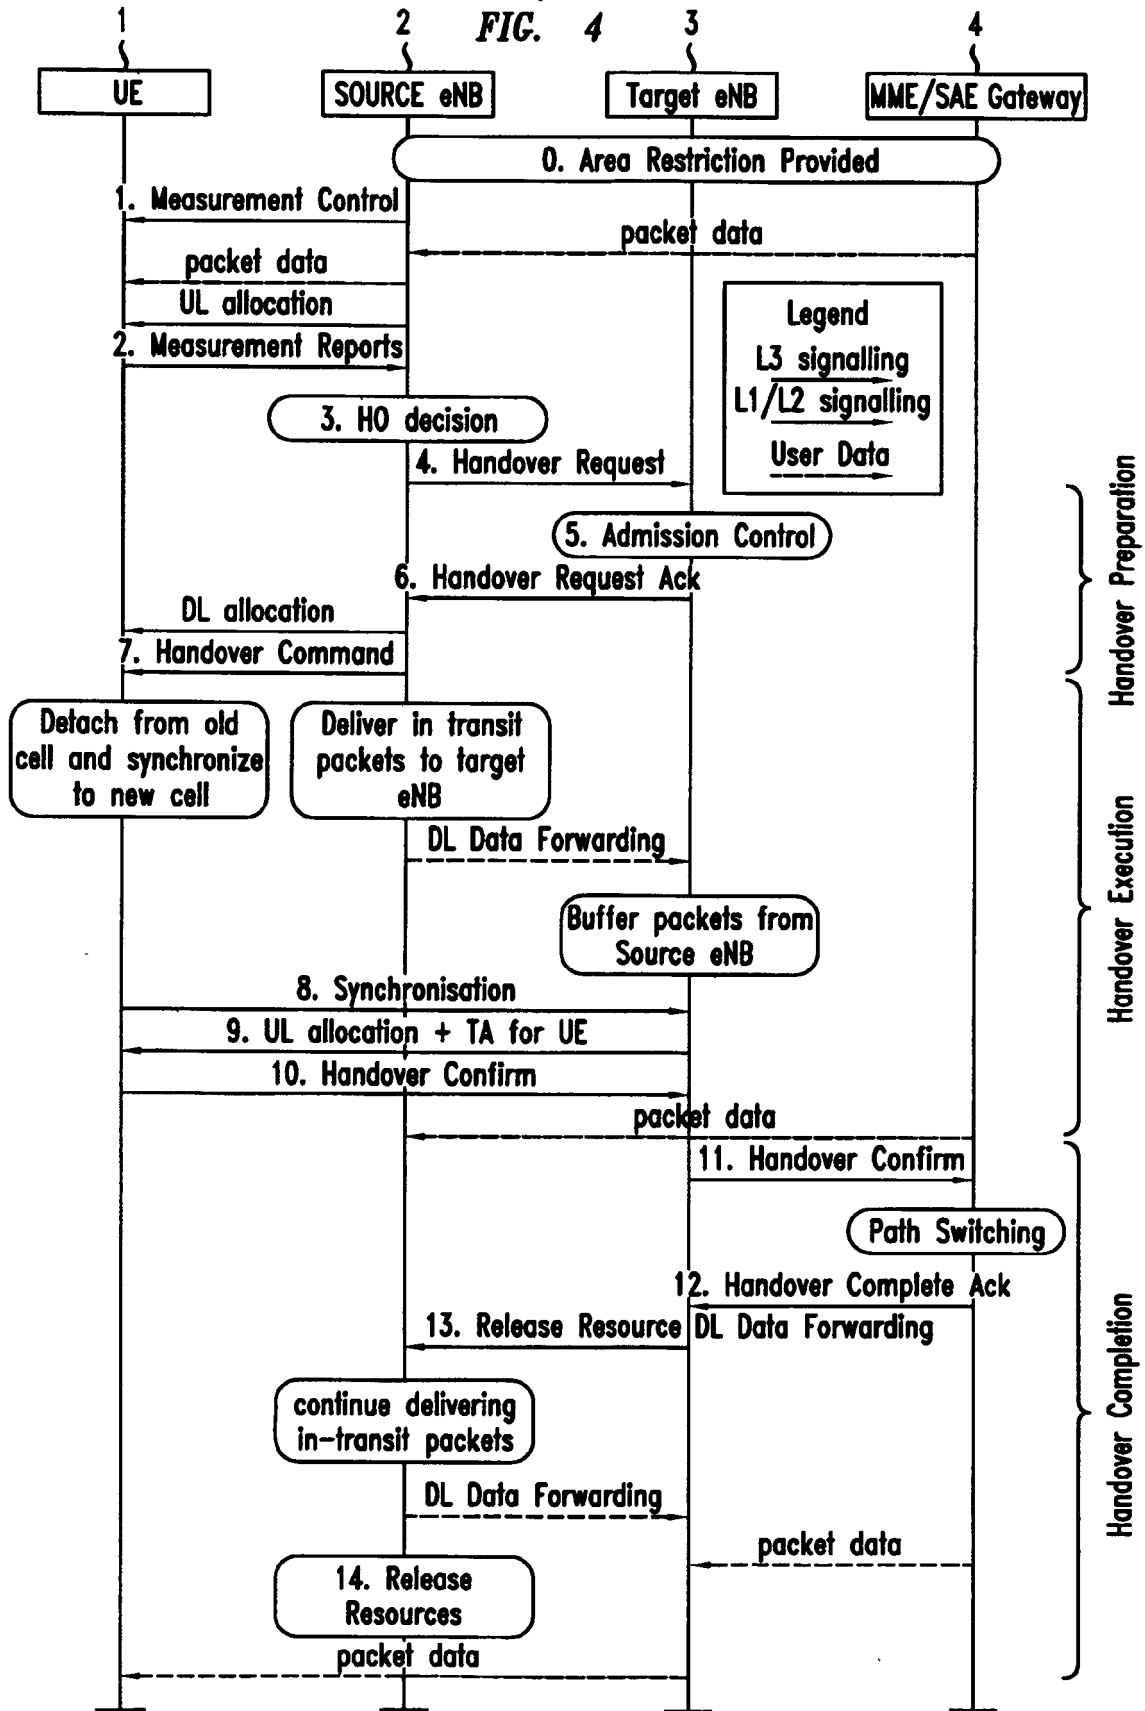 1
2
FIG. 4
3
4
UE
SOURCE eNB
Target eNB
MME/SAE Gateway
0. Area Restriction Provided
1. Measurement Control
packet data
packet data
UL allocation
2. Measurement Reports
Legend
L3 signalling
L1/L2 signalling
User Data
3. HO decision
4. Handover Request
5. Admission Control
6. Handover Request Ack
DL allocation
7. Handover Command
Handover Preparation
Detach from old
cell and synchronize
to new cell
Deliver in transit
packets to target
eNB
DL Data Forwarding
Buffer packets from
Source eNB
8. Synchronisation
9. UL allocation + TA for UE
10. Handover Confirm
Handover Execution
packet data
11. Handover Confirm
Path Switching
12. Handover Complete Ack
13. Release Resource
DL Data Forwarding
continue delivering
in-transit packets
DL Data Forwarding
packet data
14. Release
Resources
packet data
Handover Completion